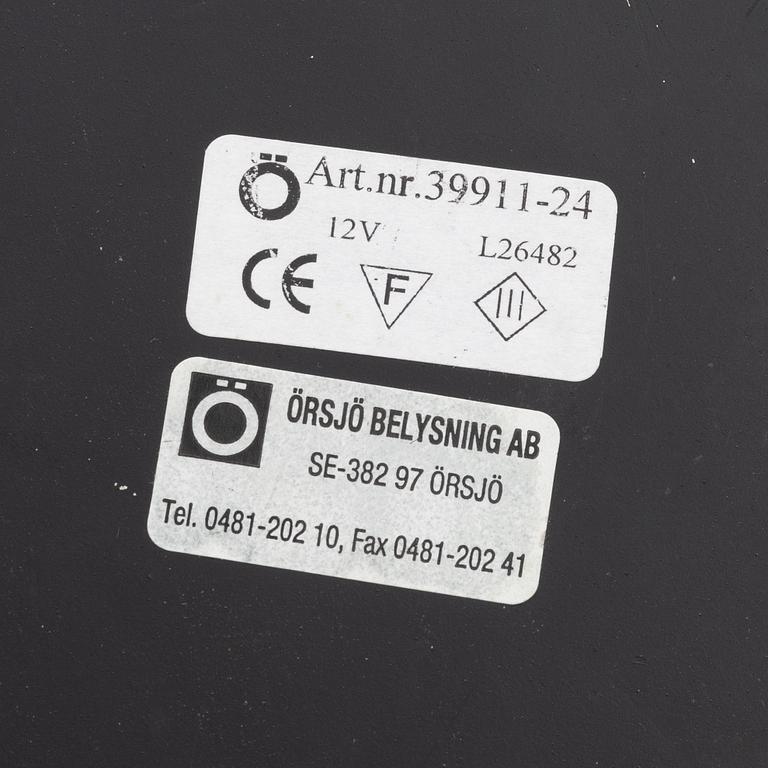 Ö Art.nr.39911-24
12V L26482
CE F III
Ö ÖRSJÖ BELYSNING AB
SE-382 97 ÖRSJÖ
Tel. 0481-202 10, Fax 0481-202 41